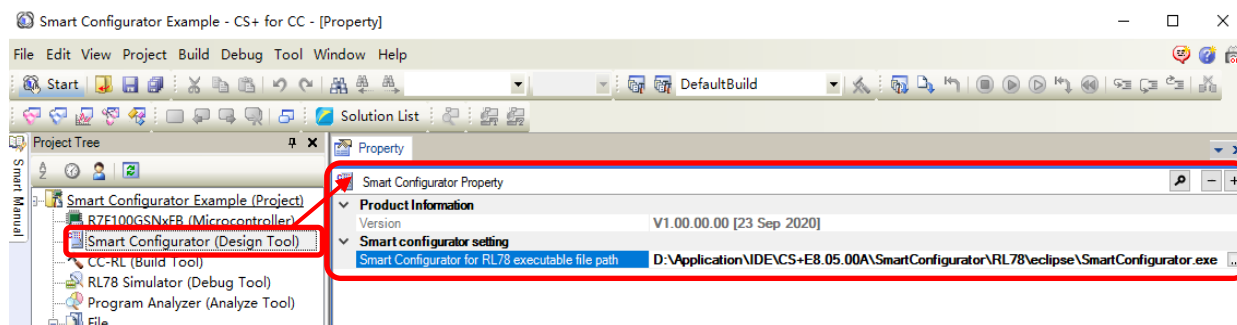 Smart Configurator Example - CS+ for CC - [Property]
File Edit View Project Build Debug Tool Window Help
Start DefaultBuild
Solution List
Project Tree
Property
Smart Manual
Smart Configurator Property
Smart Configurator Example (Project)
Product Information
R7F100GSNxFB (Microcontroller)
Version V1.00.00.00 [23 Sep 2020]
Smart Configurator (Design Tool)
Smart configurator setting
CC-RL (Build Tool)
Smart Configurator for RL78 executable file path D:\Application\IDE\CS+E8.05.00A\SmartConfigurator\RL78\eclipse\SmartConfigurator.exe ...
RL78 Simulator (Debug Tool)
Program Analyzer (Analyze Tool)
File